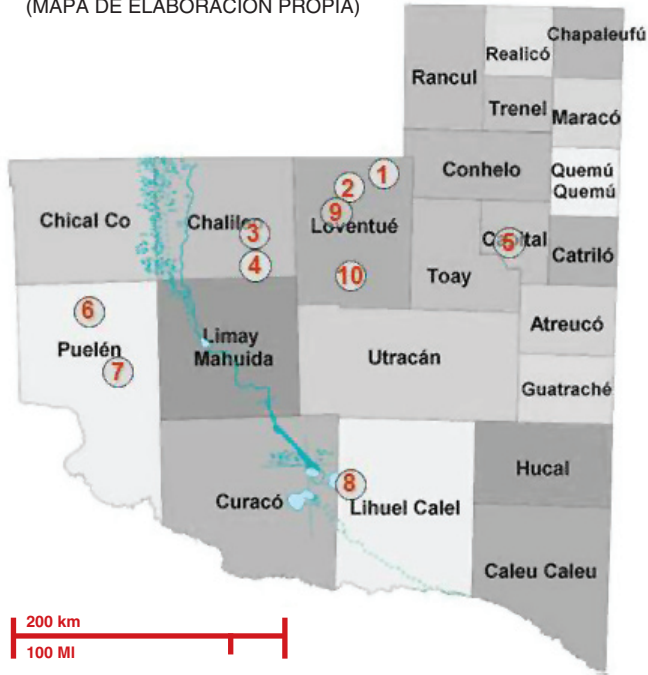 (MAPA DE ELABORACIÓN PROPIA)
Chapaleufú
Realicó
Rancul
Trenel
Maracó
Conhelo
Quemú
Quemú
1
2
9
Loventué
Chical Co
Chalileo
3
4
10
Capital
5
Toay
Catriló
6
Puelén
7
Limay
Mahuida
Utracán
Atreucó
Guatraché
8
Curacó
Lihuel Calel
Hucal
Caleu Caleu
200 km
100 MI